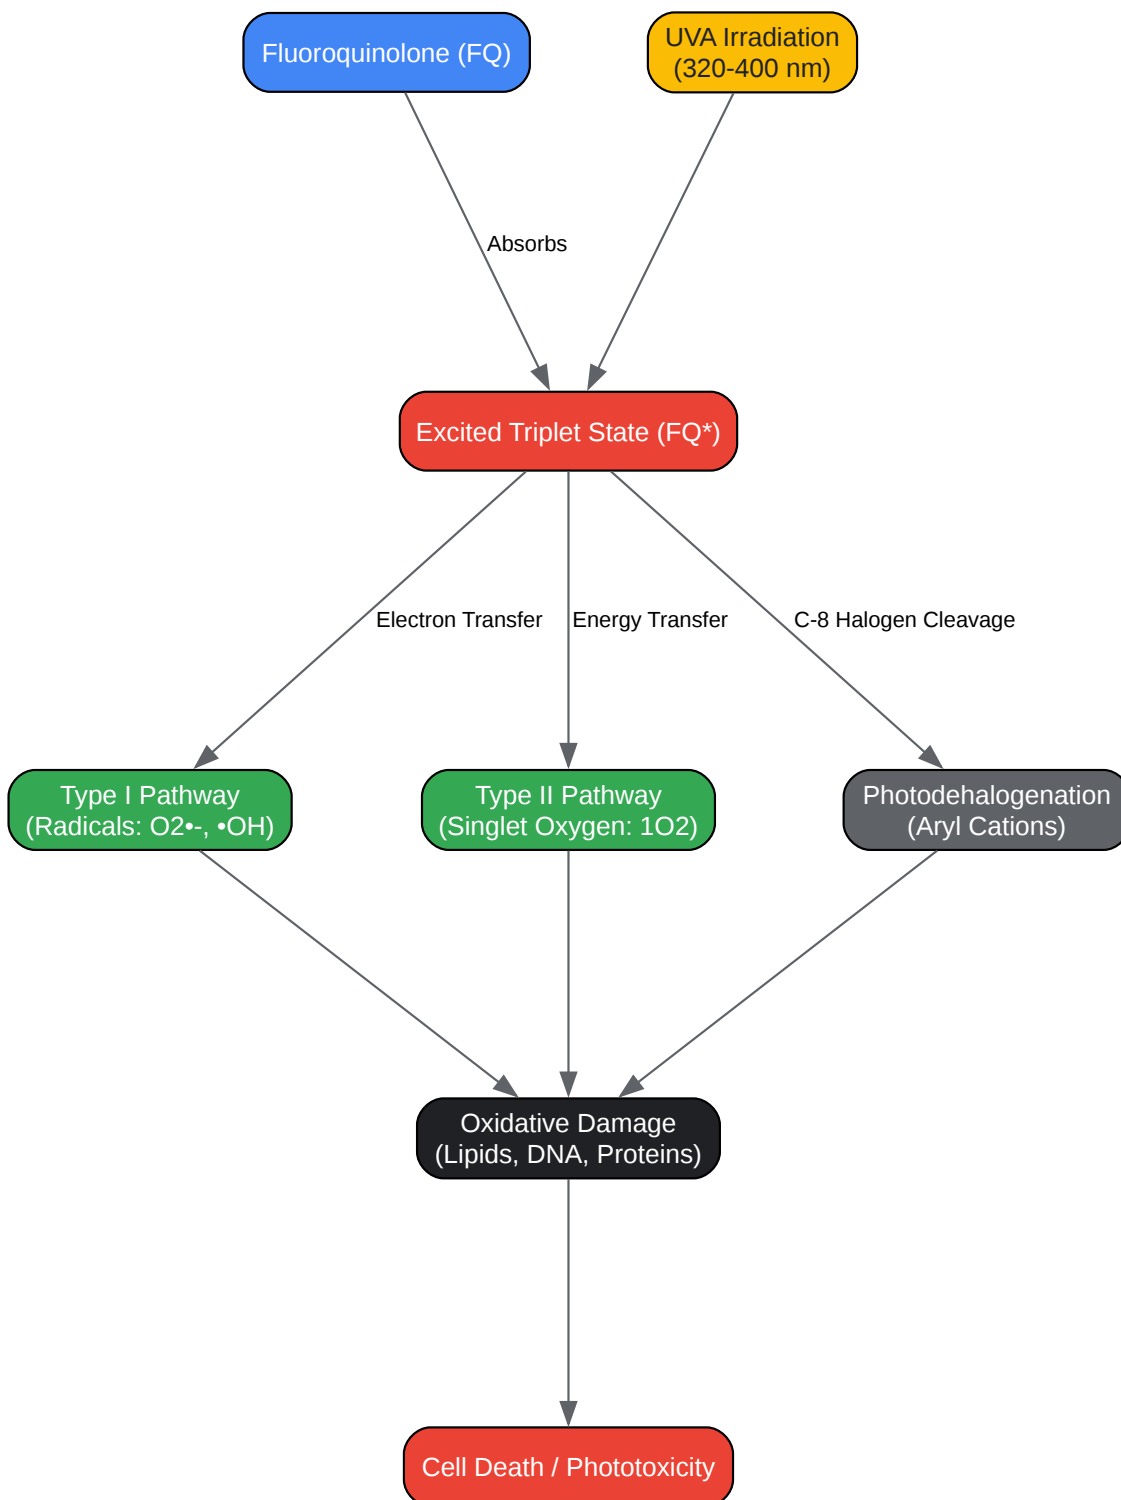 Fluoroquinolone (FQ)
UVA Irradiation
(320-400 nm)
Absorbs
Excited Triplet State (FQ*)
Electron Transfer
Energy Transfer
C-8 Halogen Cleavage
Type I Pathway
(Radicals: O2•-, •OH)
Type II Pathway
(Singlet Oxygen: 1O2)
Photodehalogenation
(Aryl Cations)
Oxidative Damage
(Lipids, DNA, Proteins)
Cell Death / Phototoxicity